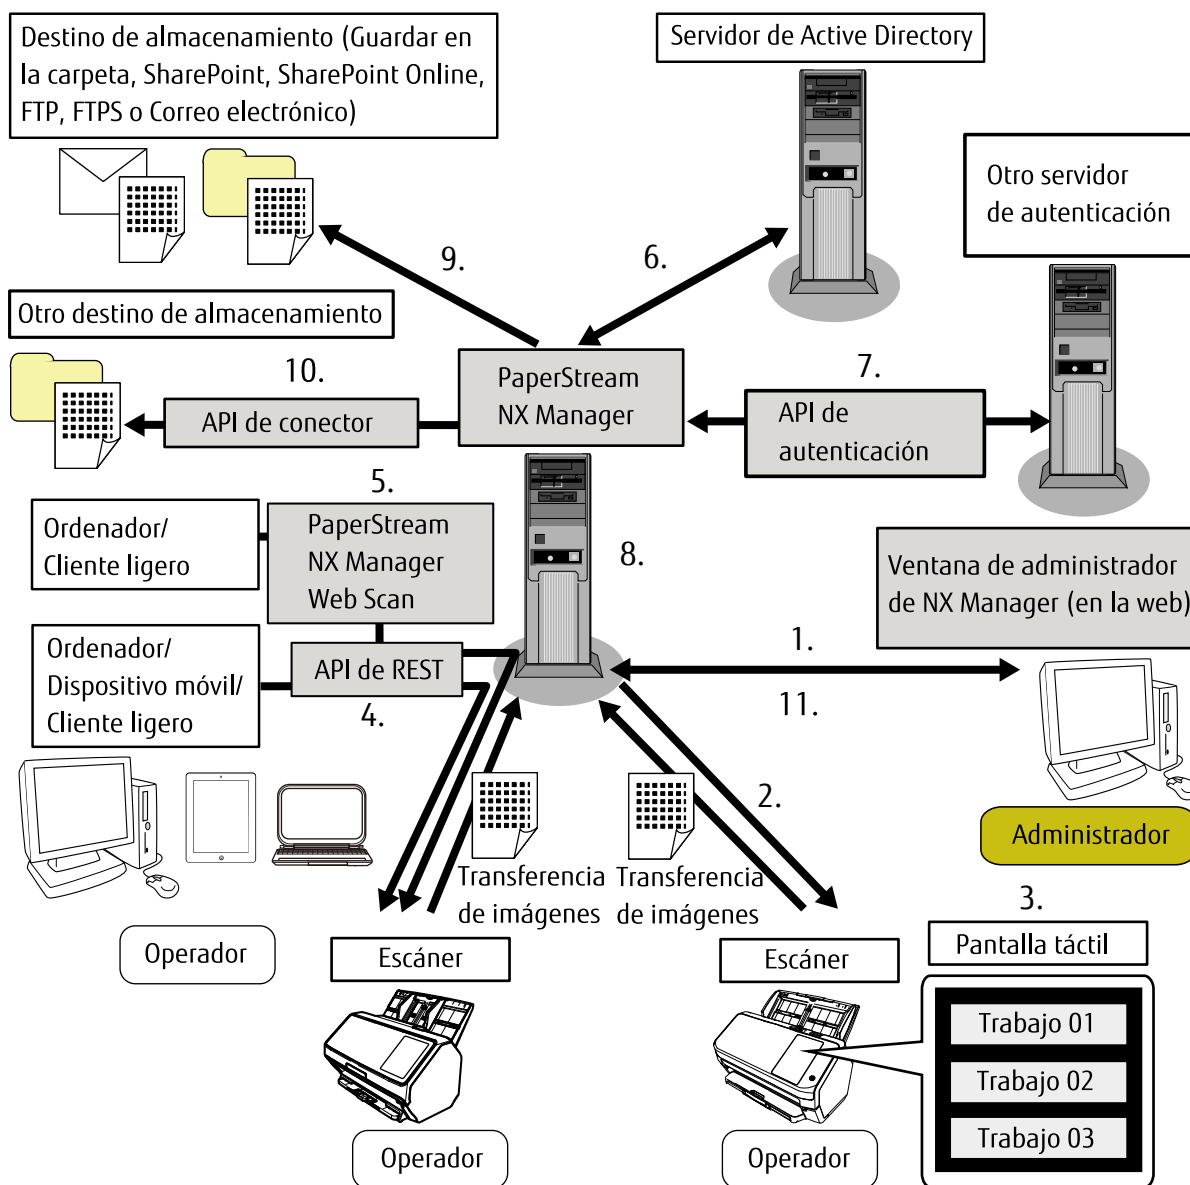 Destino de almacenamiento (Guardar en
la carpeta, SharePoint, SharePoint Online,
FTP, FTPS o Correo electrónico)
Servidor de Active Directory
Otro servidor
de autenticación
9.
6.
Otro destino de almacenamiento
10.
API de conector
PaperStream
NX Manager
7.
API de
autenticación
5.
Ordenador/
Cliente ligero
PaperStream
NX Manager
Web Scan
8.
Ventana de administrador
de NX Manager (en la web)
Ordenador/
Dispositivo móvil/
Cliente ligero
API de REST
4.
1.
11.
2.
Administrador
Transferencia
de imágenes
Transferencia
de imágenes
3.
Operador
Escáner
Escáner
Pantalla táctil
Trabajo 01
Trabajo 02
Trabajo 03
Operador
Operador